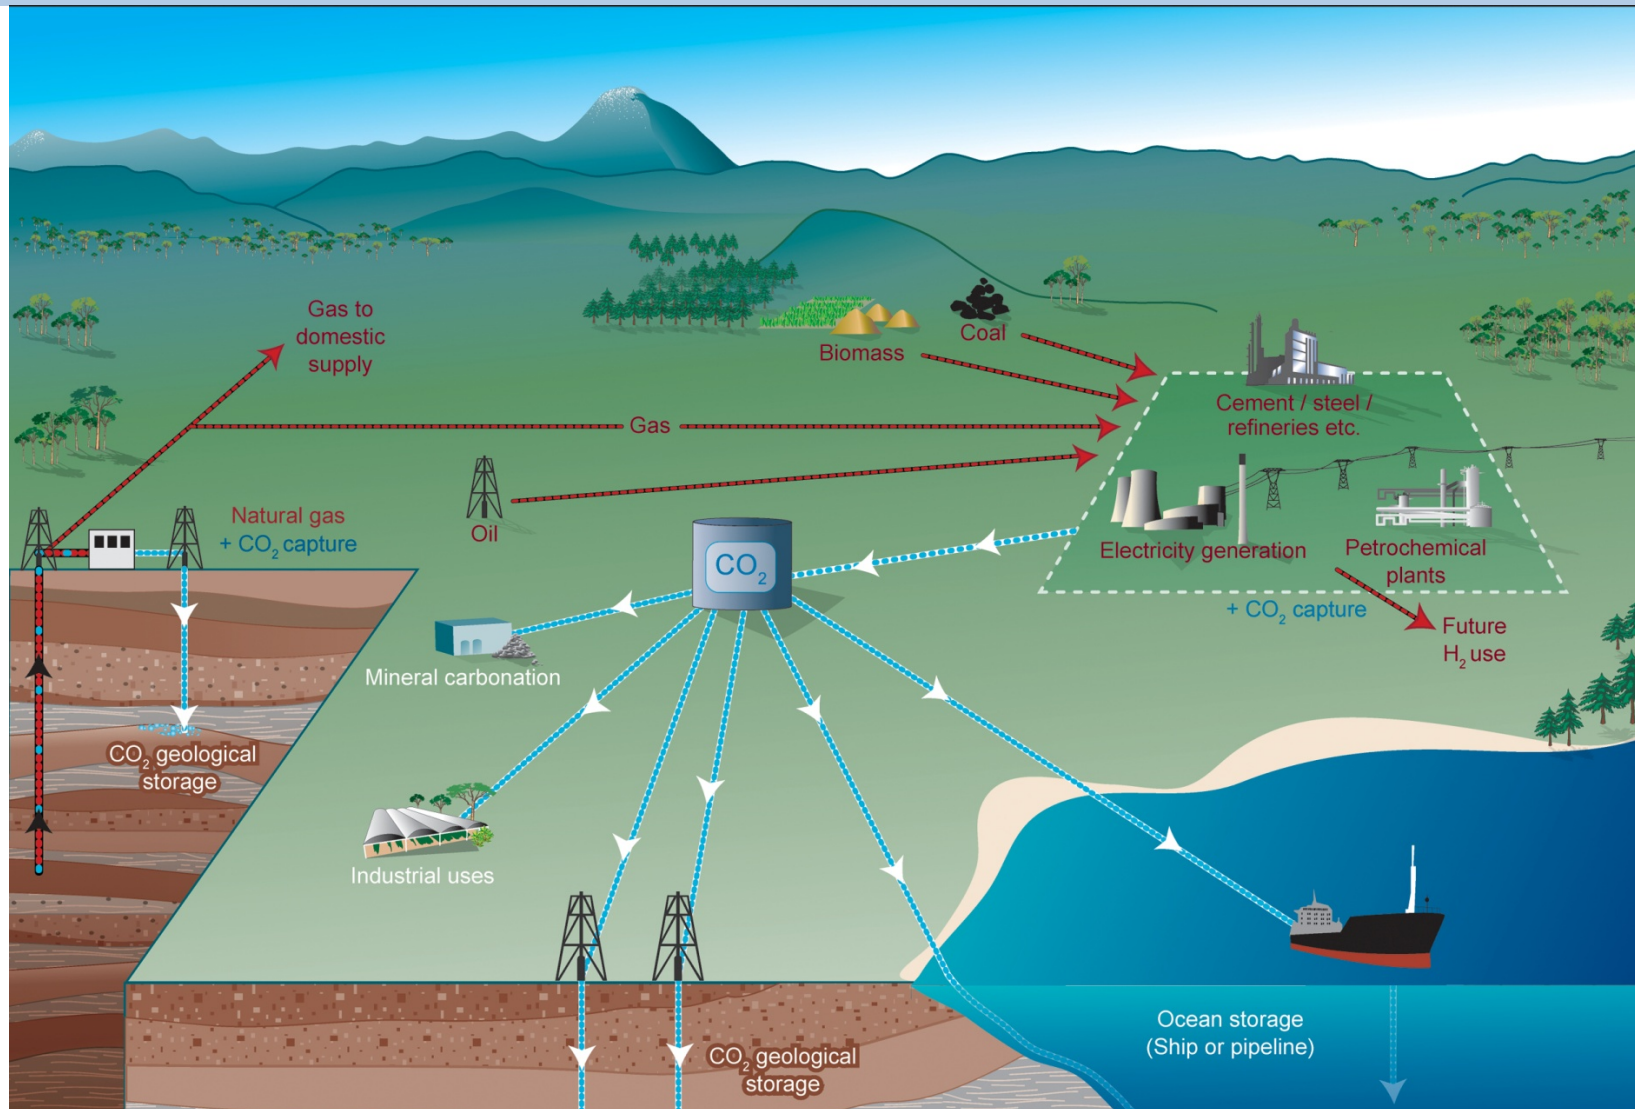 Gas to
domestic
supply
Biomass
Coal
Cement / steel /
refineries etc.
Gas
Oil
Natural gas
+ CO₂ capture
CO₂
Electricity generation
Petrochemical
plants
+ CO₂ capture
Future
H₂ use
Mineral carbonation
CO₂ geological
storage
Industrial uses
Ocean storage
(Ship or pipeline)
CO₂ geological
storage